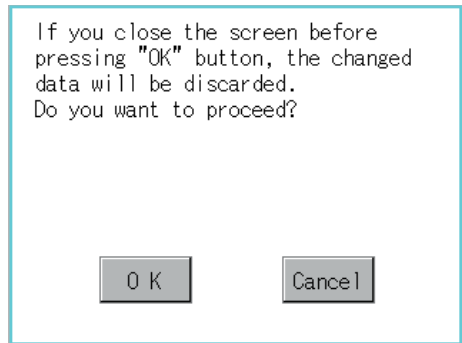 If you close the screen before
pressing "OK" button, the changed
data will be discarded.
Do you want to proceed?
O K
Cancel